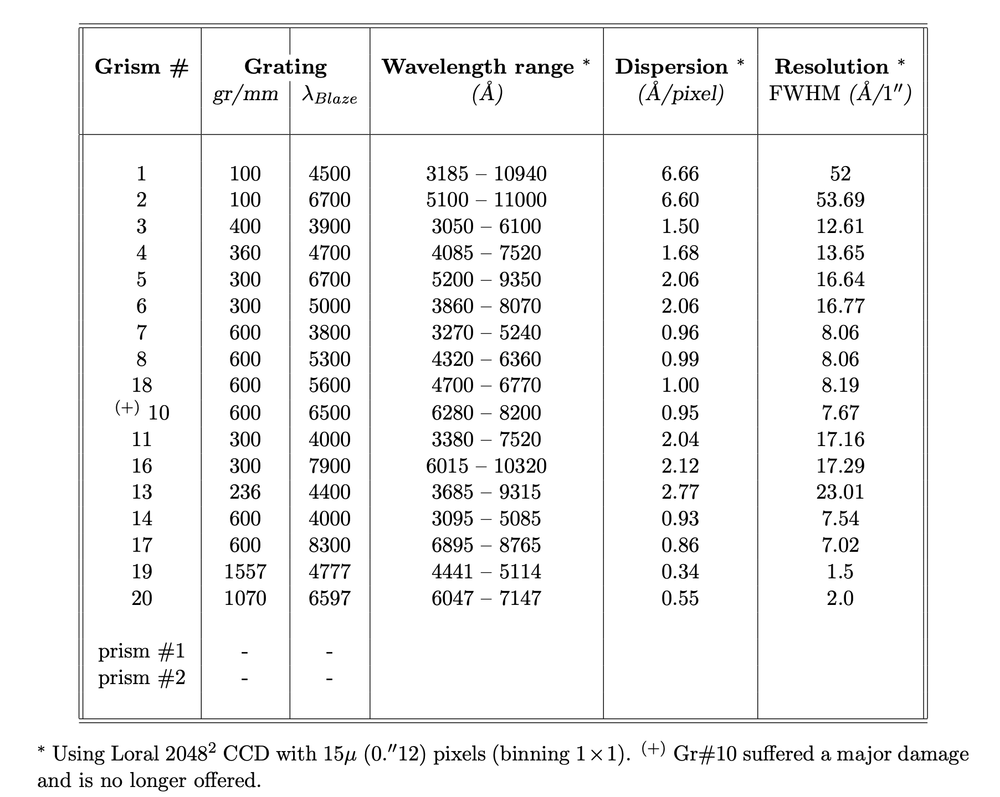 Grism # Grating Wavelength range * Dispersion * Resolution *
gr/mm λBlaze (Å) (Å/pixel) FWHM (Å/1″)
1 100 4500 3185 – 10940 6.66 52
2 100 6700 5100 – 11000 6.60 53.69
3 400 3900 3050 – 6100 1.50 12.61
4 360 4700 4085 – 7520 1.68 13.65
5 300 6700 5200 – 9350 2.06 16.64
6 300 5000 3860 – 8070 2.06 16.77
7 600 3800 3270 – 5240 0.96 8.06
8 600 5300 4320 – 6360 0.99 8.06
18 600 5600 4700 – 6770 1.00 8.19
(+) 10 600 6500 6280 – 8200 0.95 7.67
11 300 4000 3380 – 7520 2.04 17.16
16 300 7900 6015 – 10320 2.12 17.29
13 236 4400 3685 – 9315 2.77 23.01
14 600 4000 3095 – 5085 0.93 7.54
17 600 8300 6895 – 8765 0.86 7.02
19 1557 4777 4441 – 5114 0.34 1.5
20 1070 6597 6047 – 7147 0.55 2.0
prism #1 - -
prism #2 - -
* Using Loral 2048² CCD with 15μ (0.″12) pixels (binning 1×1). (+) Gr#10 suffered a major damage
and is no longer offered.